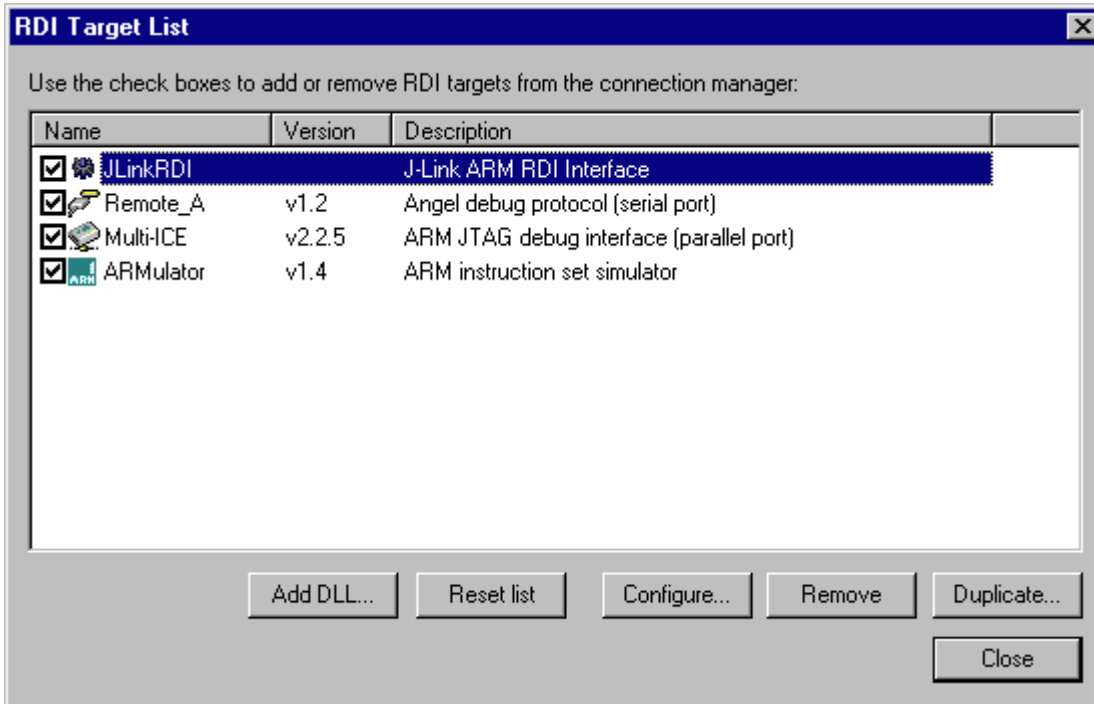 RDI Target List
Use the check boxes to add or remove RDI targets from the connection manager:
Name Version Description
JLinkRDI J-Link ARM RDI Interface
Remote_A v1.2 Angel debug protocol (serial port)
Multi-ICE v2.2.5 ARM JTAG debug interface (parallel port)
ARM ARMulator v1.4 ARM instruction set simulator
Add DLL... Reset list Configure... Remove Duplicate...
Close